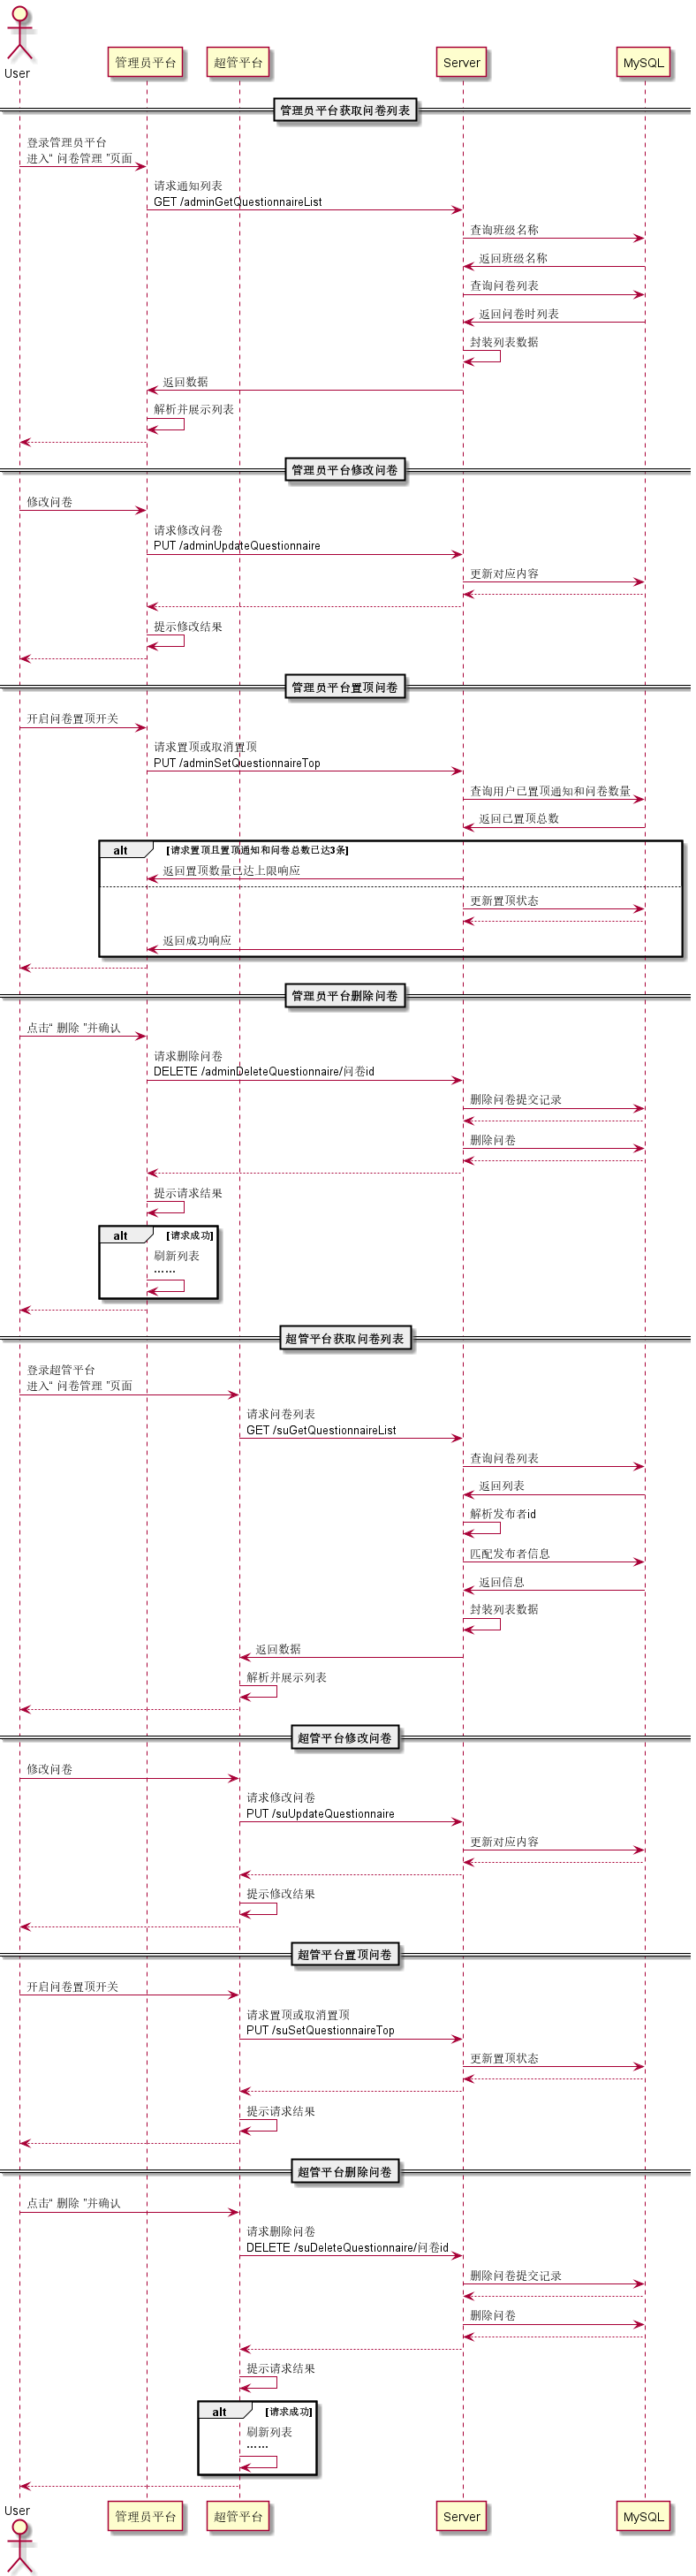 User
管理员平台
超管平台
Server
MySQL
管理员平台获取问卷列表
登录管理员平台
进入“ 问卷管理 ”页面
请求通知列表
GET /adminGetQuestionnaireList
查询班级名称
返回班级名称
查询问卷列表
返回问卷时列表
封装列表数据
返回数据
解析并展示列表
管理员平台修改问卷
修改问卷
请求修改问卷
PUT /adminUpdateQuestionnaire
更新对应内容
提示修改结果
管理员平台置顶问卷
开启问卷置顶开关
请求置顶或取消置顶
PUT /adminSetQuestionnaireTop
查询用户已置顶通知和问卷数量
返回已置顶总数
alt
[请求置顶且置顶通知和问卷总数已达3条]
返回置顶数量已达上限响应
更新置顶状态
返回成功响应
管理员平台删除问卷
点击“ 删除 ”并确认
请求删除问卷
DELETE /adminDeleteQuestionnaire/问卷id
删除问卷提交记录
删除问卷
提示请求结果
alt
[请求成功]
刷新列表
……
超管平台获取问卷列表
登录超管平台
进入“ 问卷管理 ”页面
请求问卷列表
GET /suGetQuestionnaireList
查询问卷列表
返回列表
解析发布者id
匹配发布者信息
返回信息
封装列表数据
返回数据
解析并展示列表
超管平台修改问卷
修改问卷
请求修改问卷
PUT /suUpdateQuestionnaire
更新对应内容
提示修改结果
超管平台置顶问卷
开启问卷置顶开关
请求置顶或取消置顶
PUT /suSetQuestionnaireTop
更新置顶状态
提示请求结果
超管平台删除问卷
点击“ 删除 ”并确认
请求删除问卷
DELETE /suDeleteQuestionnaire/问卷id
删除问卷提交记录
删除问卷
提示请求结果
alt
[请求成功]
刷新列表
……
User
管理员平台
超管平台
Server
MySQL